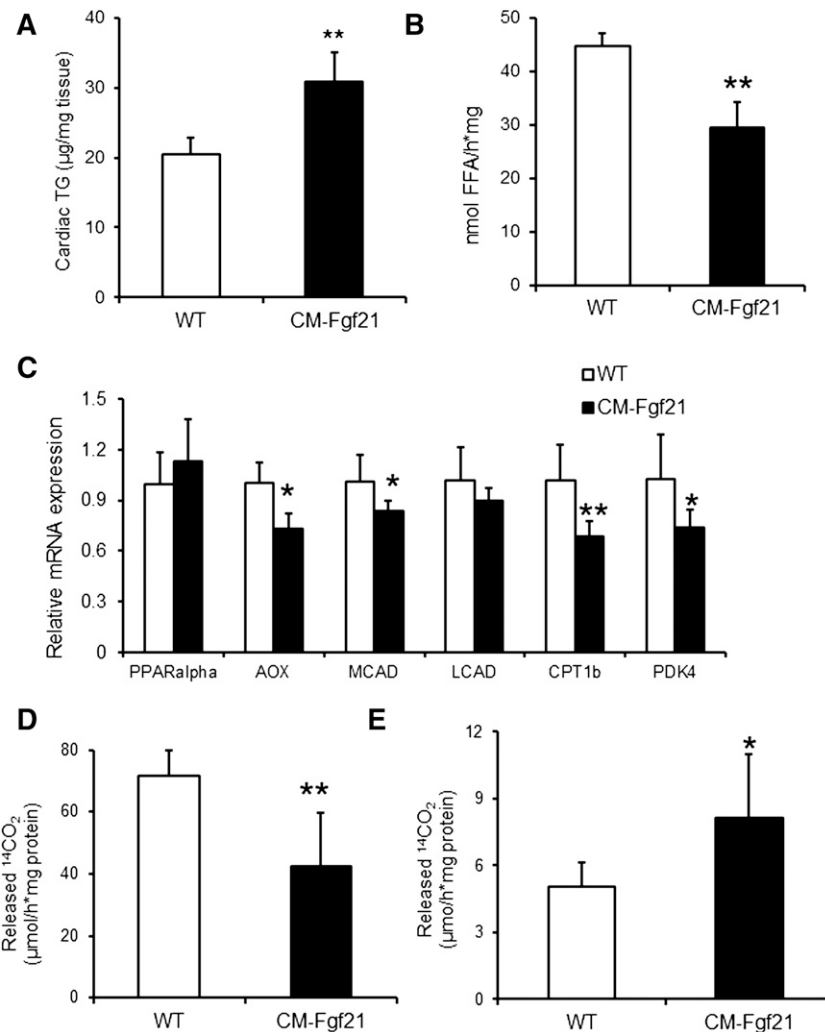 A
Cardiac TG (µg/mg tissue)
40
30
20
10
0
**
WT
CM-Fgf21
B
nmol FFA/h*mg
50
40
30
20
10
0
**
WT
CM-Fgf21
C
WT
CM-Fgf21
Relative mRNA expression
1.5
1.2
0.9
0.6
0.3
0
*
*
**
*
PPARalpha
AOX
MCAD
LCAD
CPT1b
PDK4
D
Released ¹⁴CO₂
(µmol/h*mg protein)
80
60
40
20
0
**
WT
CM-Fgf21
E
Released ¹⁴CO₂
(µmo/h*mg protein)
12
9
6
3
0
*
WT
CM-Fgf21